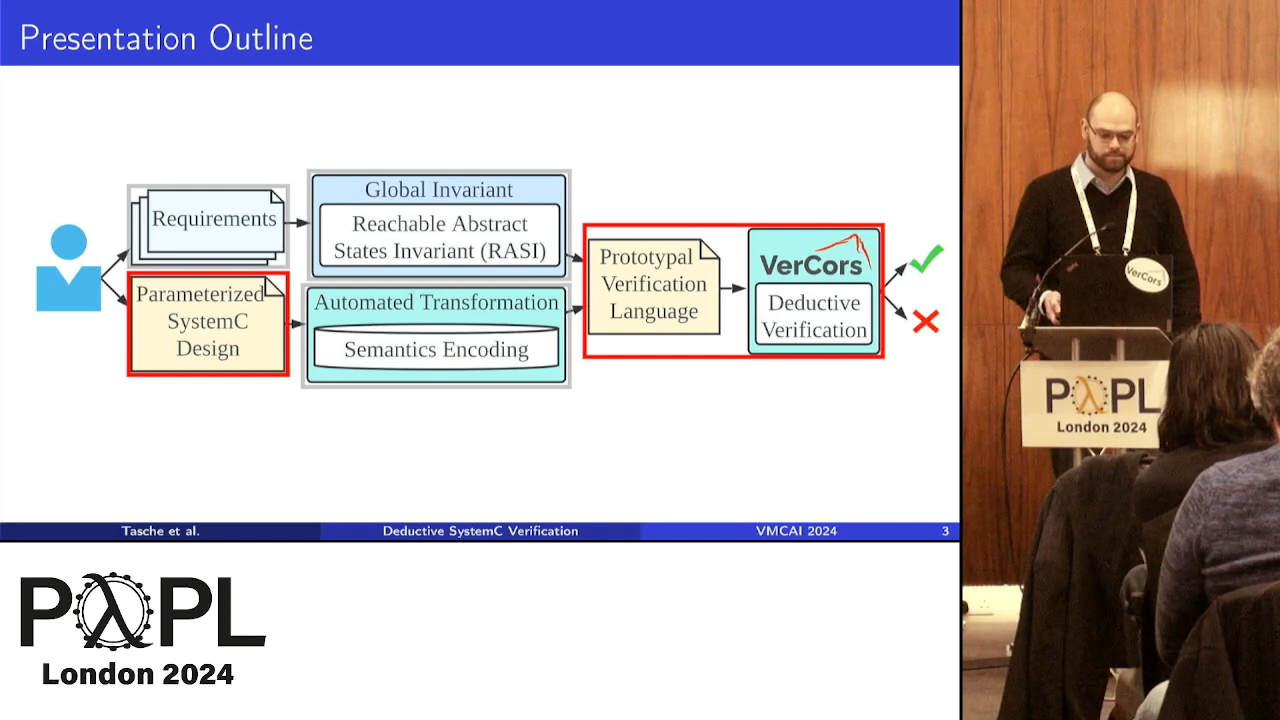 Presentation Outline
Requirements
Parameterized
SystemC
Design
Global Invariant
Reachable Abstract
States Invariant (RASI)
Automated Transformation
Semantics Encoding
Prototypal
Verification
Language
VerCors
Deductive
Verification
Tasche et al.
Deductive SystemC Verification
VMCAI 2024
3
PλPL
London 2024
VerCors
PλPL
London 2024